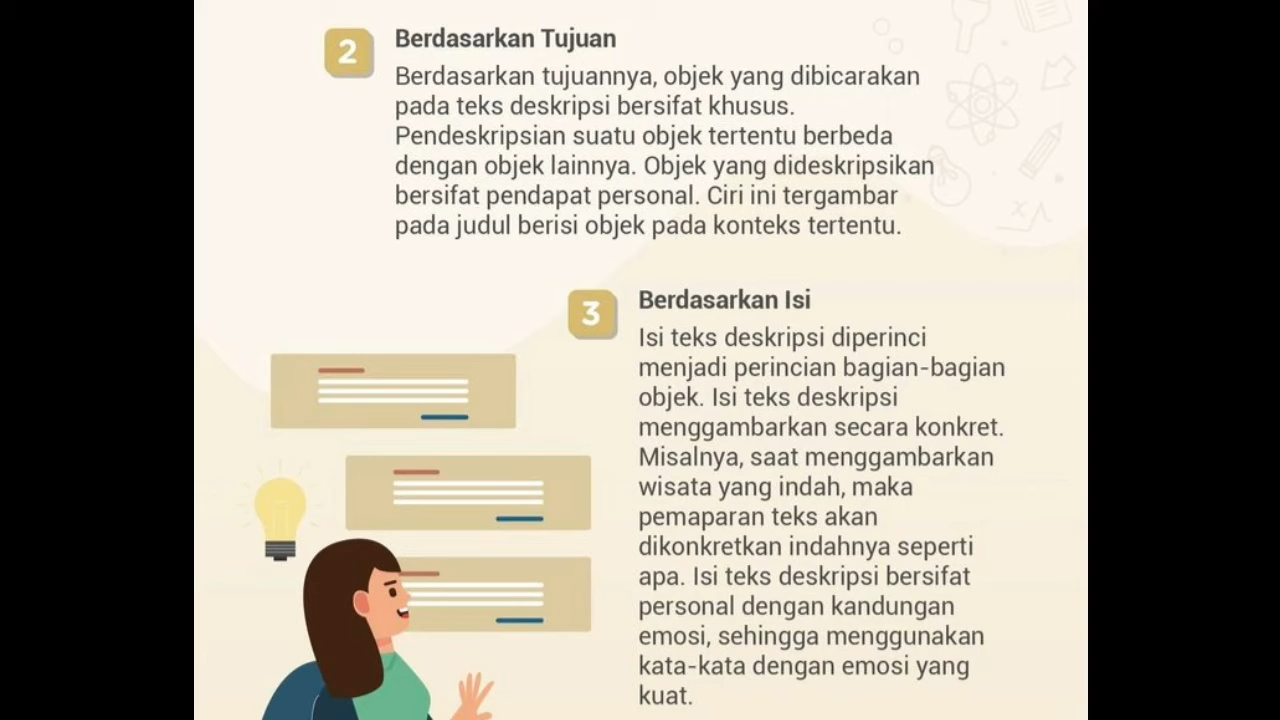 2
Berdasarkan Tujuan
Berdasarkan tujuannya, objek yang dibicarakan
pada teks deskripsi bersifat khusus.
Pendeskripsian suatu objek tertentu berbeda
dengan objek lainnya. Objek yang dideskripsikan
bersifat pendapat personal. Ciri ini tergambar
pada judul berisi objek pada konteks tertentu.
3
Berdasarkan Isi
Isi teks deskripsi diperinci
menjadi perincian bagian-bagian
objek. Isi teks deskripsi
menggambarkan secara konkret.
Misalnya, saat menggambarkan
wisata yang indah, maka
pemaparan teks akan
dikonkretkan indahnya seperti
apa. Isi teks deskripsi bersifat
personal dengan kandungan
emosi, sehingga menggunakan
kata-kata dengan emosi yang
kuat.